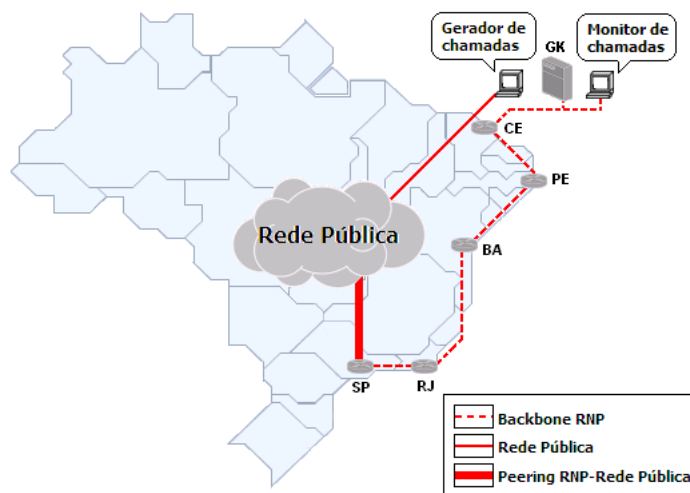 Gerador de
chamadas
GK
Monitor de
chamadas
CE
PE
Rede Pública
BA
SP
RJ
Backbone RNP
Rede Pública
Peering RNP-Rede Pública